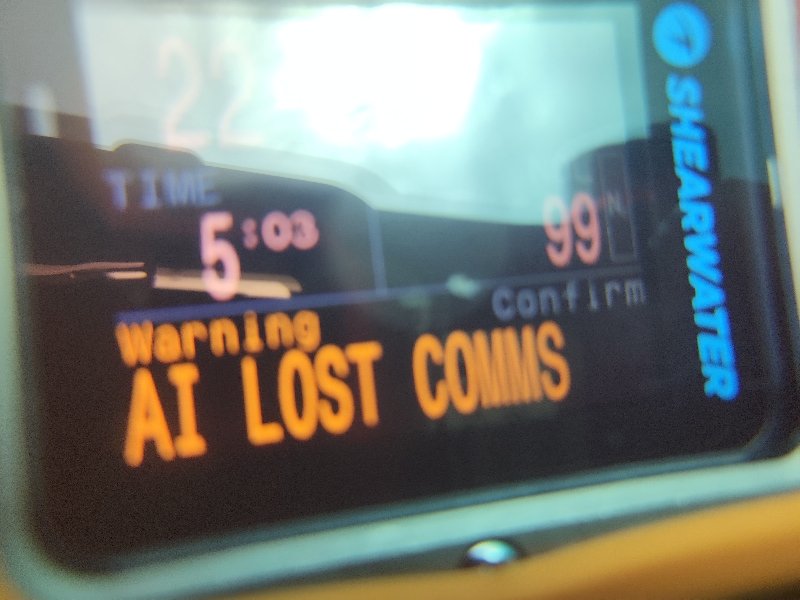 22
TIME
5:03
99
Confirm
Warning
AI LOST COMMS
SHEARWATER